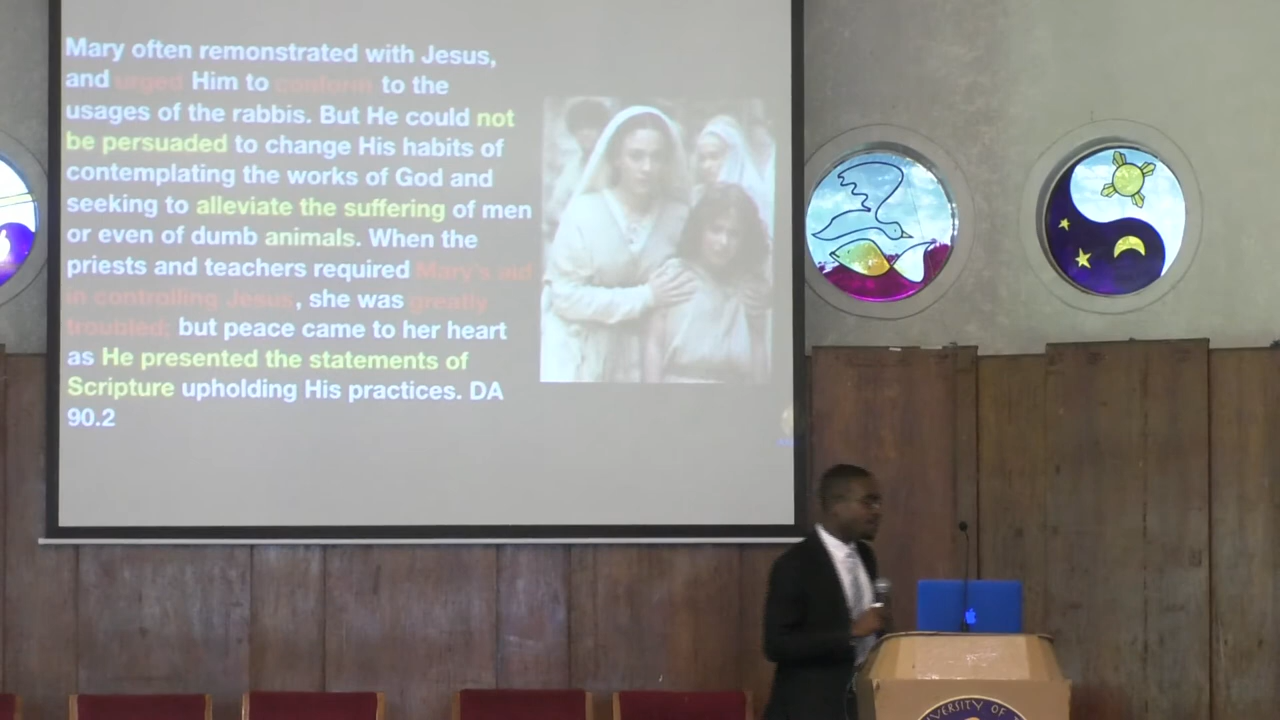 Mary often remonstrated with Jesus,
and urged Him to conform to the
usages of the rabbis. But He could not
be persuaded to change His habits of
contemplating the works of God and
seeking to alleviate the suffering of men
or even of dumb animals. When the
priests and teachers required Mary's aid
in controlling Jesus, she was greatly
troubled; but peace came to her heart
as He presented the statements of
Scripture upholding His practices. DA
90.2
UNIVERSITY OF